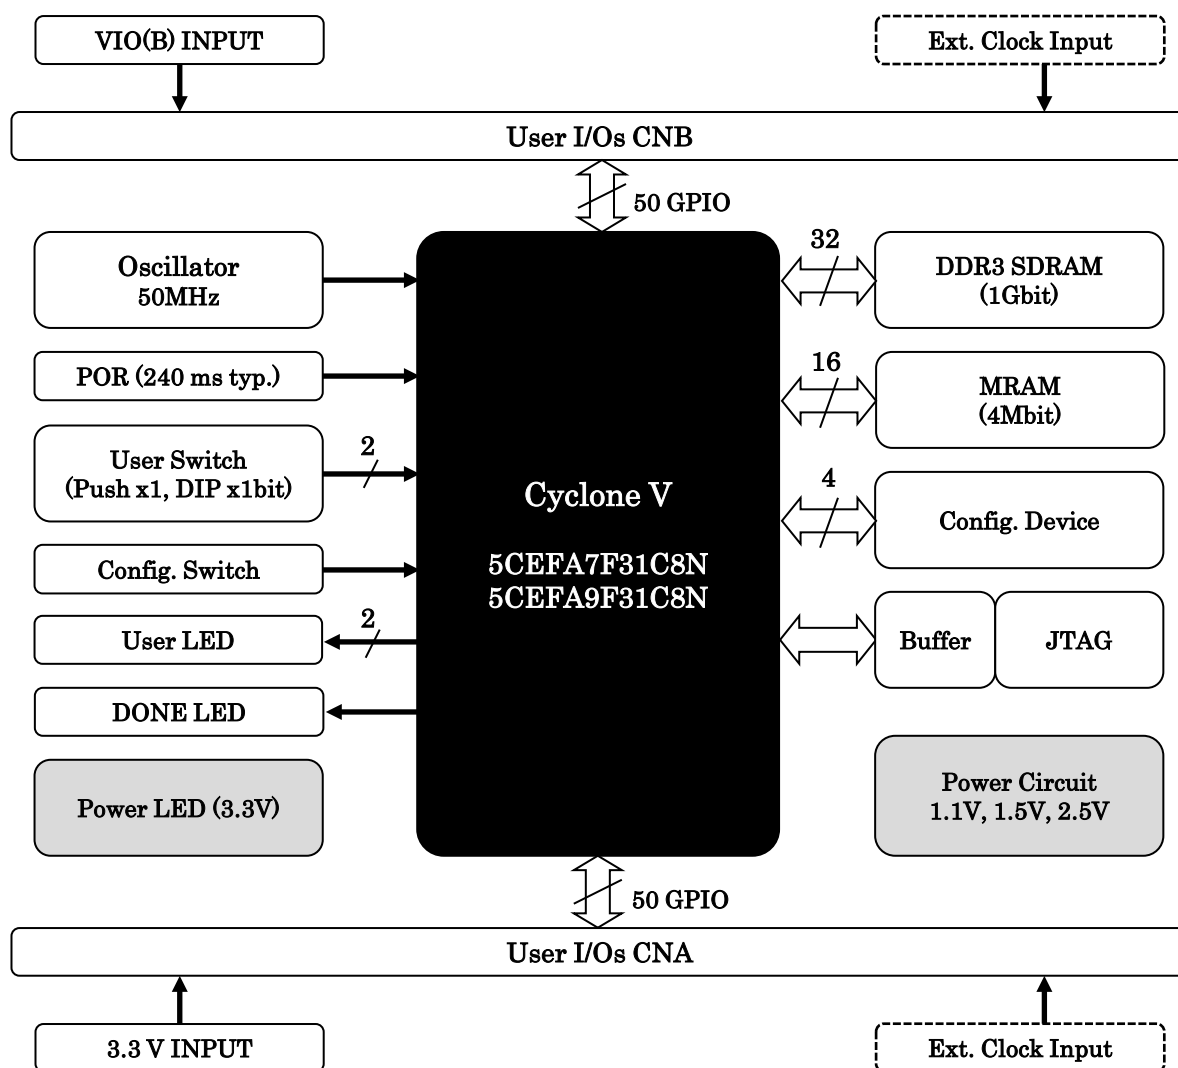 VIO(B) INPUT
Ext. Clock Input
User I/Os CNB
50 GPIO
Oscillator
50MHz
POR (240 ms typ.)
2
User Switch
(Push x1, DIP x1bit)
Config. Switch
2
User LED
DONE LED
Power LED (3.3V)
Cyclone V
5CEFA7F31C8N
5CEFA9F31C8N
32
DDR3 SDRAM
(1Gbit)
16
MRAM
(4Mbit)
4
Config. Device
Buffer
JTAG
Power Circuit
1.1V, 1.5V, 2.5V
50 GPIO
User I/Os CNA
3.3 V INPUT
Ext. Clock Input